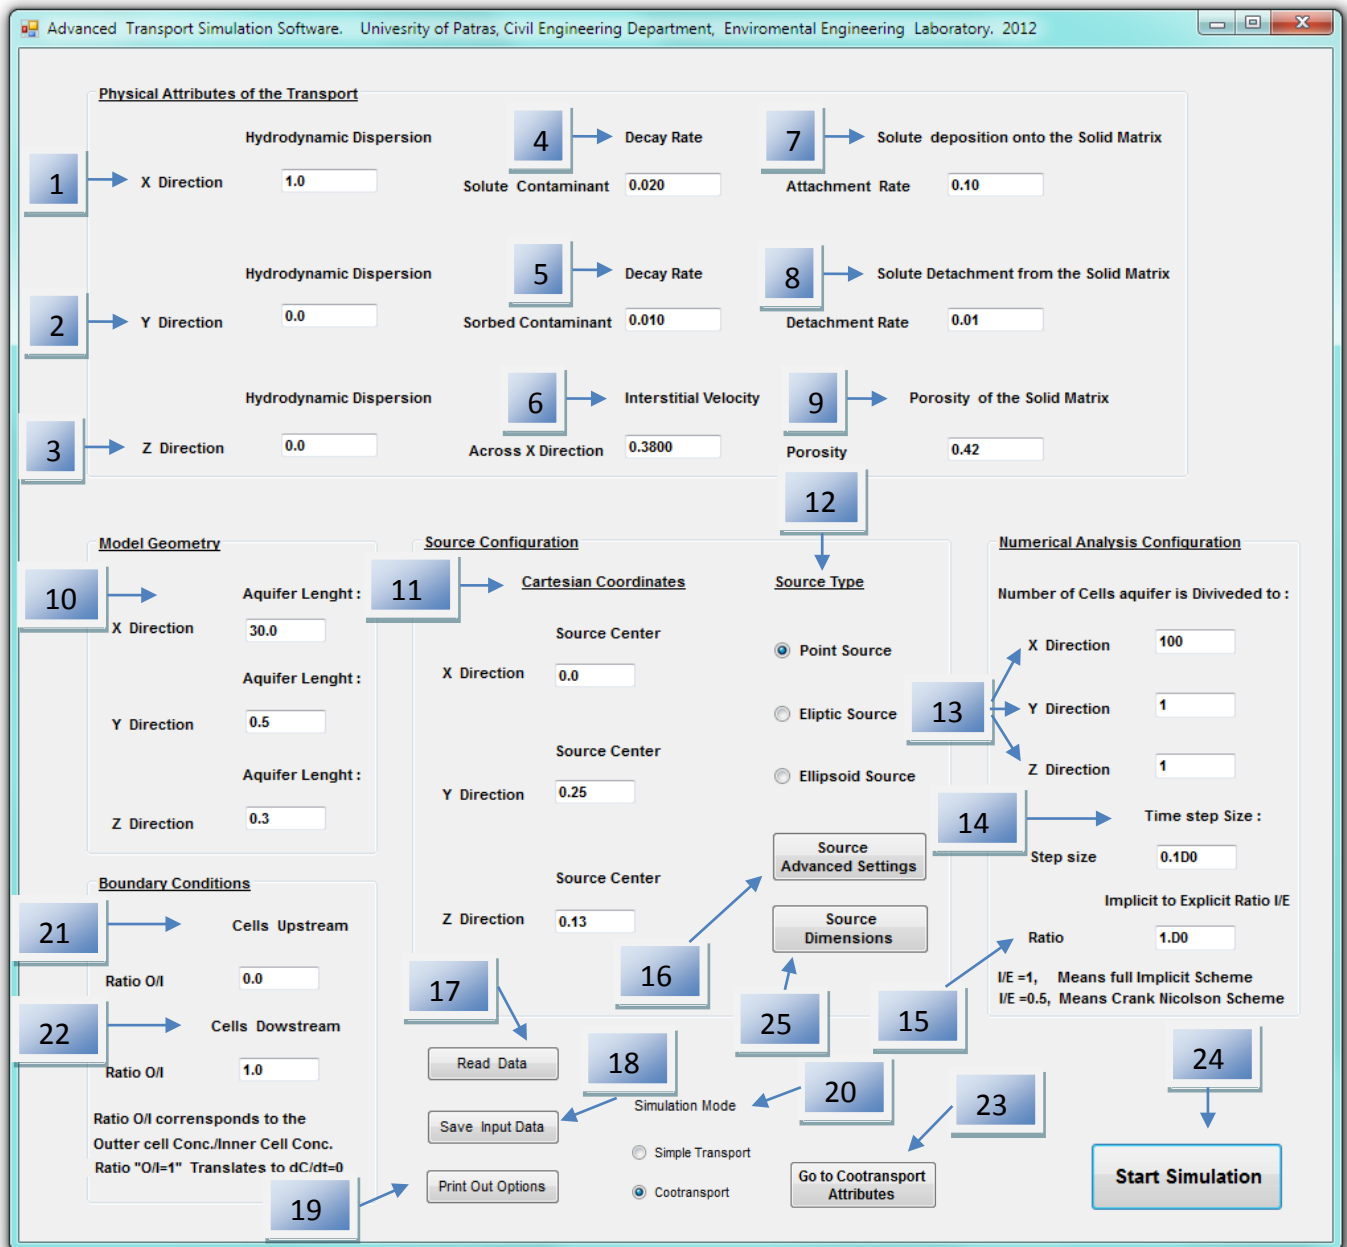 Advanced Transport Simulation Software. Univesrity of Patras, Civil Engineering Department, Enviromental Engineering Laboratory. 2012
Physical Attributes of the Transport
Hydrodynamic Dispersion
4
Decay Rate
7
Solute deposition onto the Solid Matrix
1
X Direction
1.0
Solute Contaminant
0.020
Attachment Rate
0.10
Hydrodynamic Dispersion
5
Decay Rate
8
Solute Detachment from the Solid Matrix
2
Y Direction
0.0
Sorbed Contaminant
0.010
Detachment Rate
0.01
Hydrodynamic Dispersion
6
Interstitial Velocity
9
Porosity of the Solid Matrix
3
Z Direction
0.0
Across X Direction
0.3800
Porosity
0.42
12
Model Geometry
10
Aquifer Lenght :
X Direction
30.0
Aquifer Lenght :
Y Direction
0.5
Aquifer Lenght :
Z Direction
0.3
Source Configuration
11
Cartesian Coordinates
Source Center
X Direction
0.0
Source Center
Y Direction
0.25
Source Center
Z Direction
0.13
Source Type
Point Source
Eliptic Source
Ellipsoid Source
Source
Advanced Settings
Source
Dimensions
16
25
Numerical Analysis Configuration
Number of Cells aquifer is Diviveded to :
13
X Direction
100
Y Direction
1
Z Direction
1
14
Time step Size :
Step size
0.1D0
Implicit to Explicit Ratio I/E
Ratio
1.D0
15
I/E =1, Means full Implicit Scheme
I/E =0.5, Means Crank Nicolson Scheme
Boundary Conditions
21
Cells Upstream
Ratio O/I
0.0
22
Cells Dowstream
Ratio O/I
1.0
Ratio O/I corrensponds to the
Outter cell Conc./Inner Cell Conc.
Ratio "O/I=1" Translates to dC/dt=0
17
Read Data
18
Save Input Data
19
Print Out Options
20
Simulation Mode
Simple Transport
Cootransport
23
Go to Cootransport
Attributes
24
Start Simulation